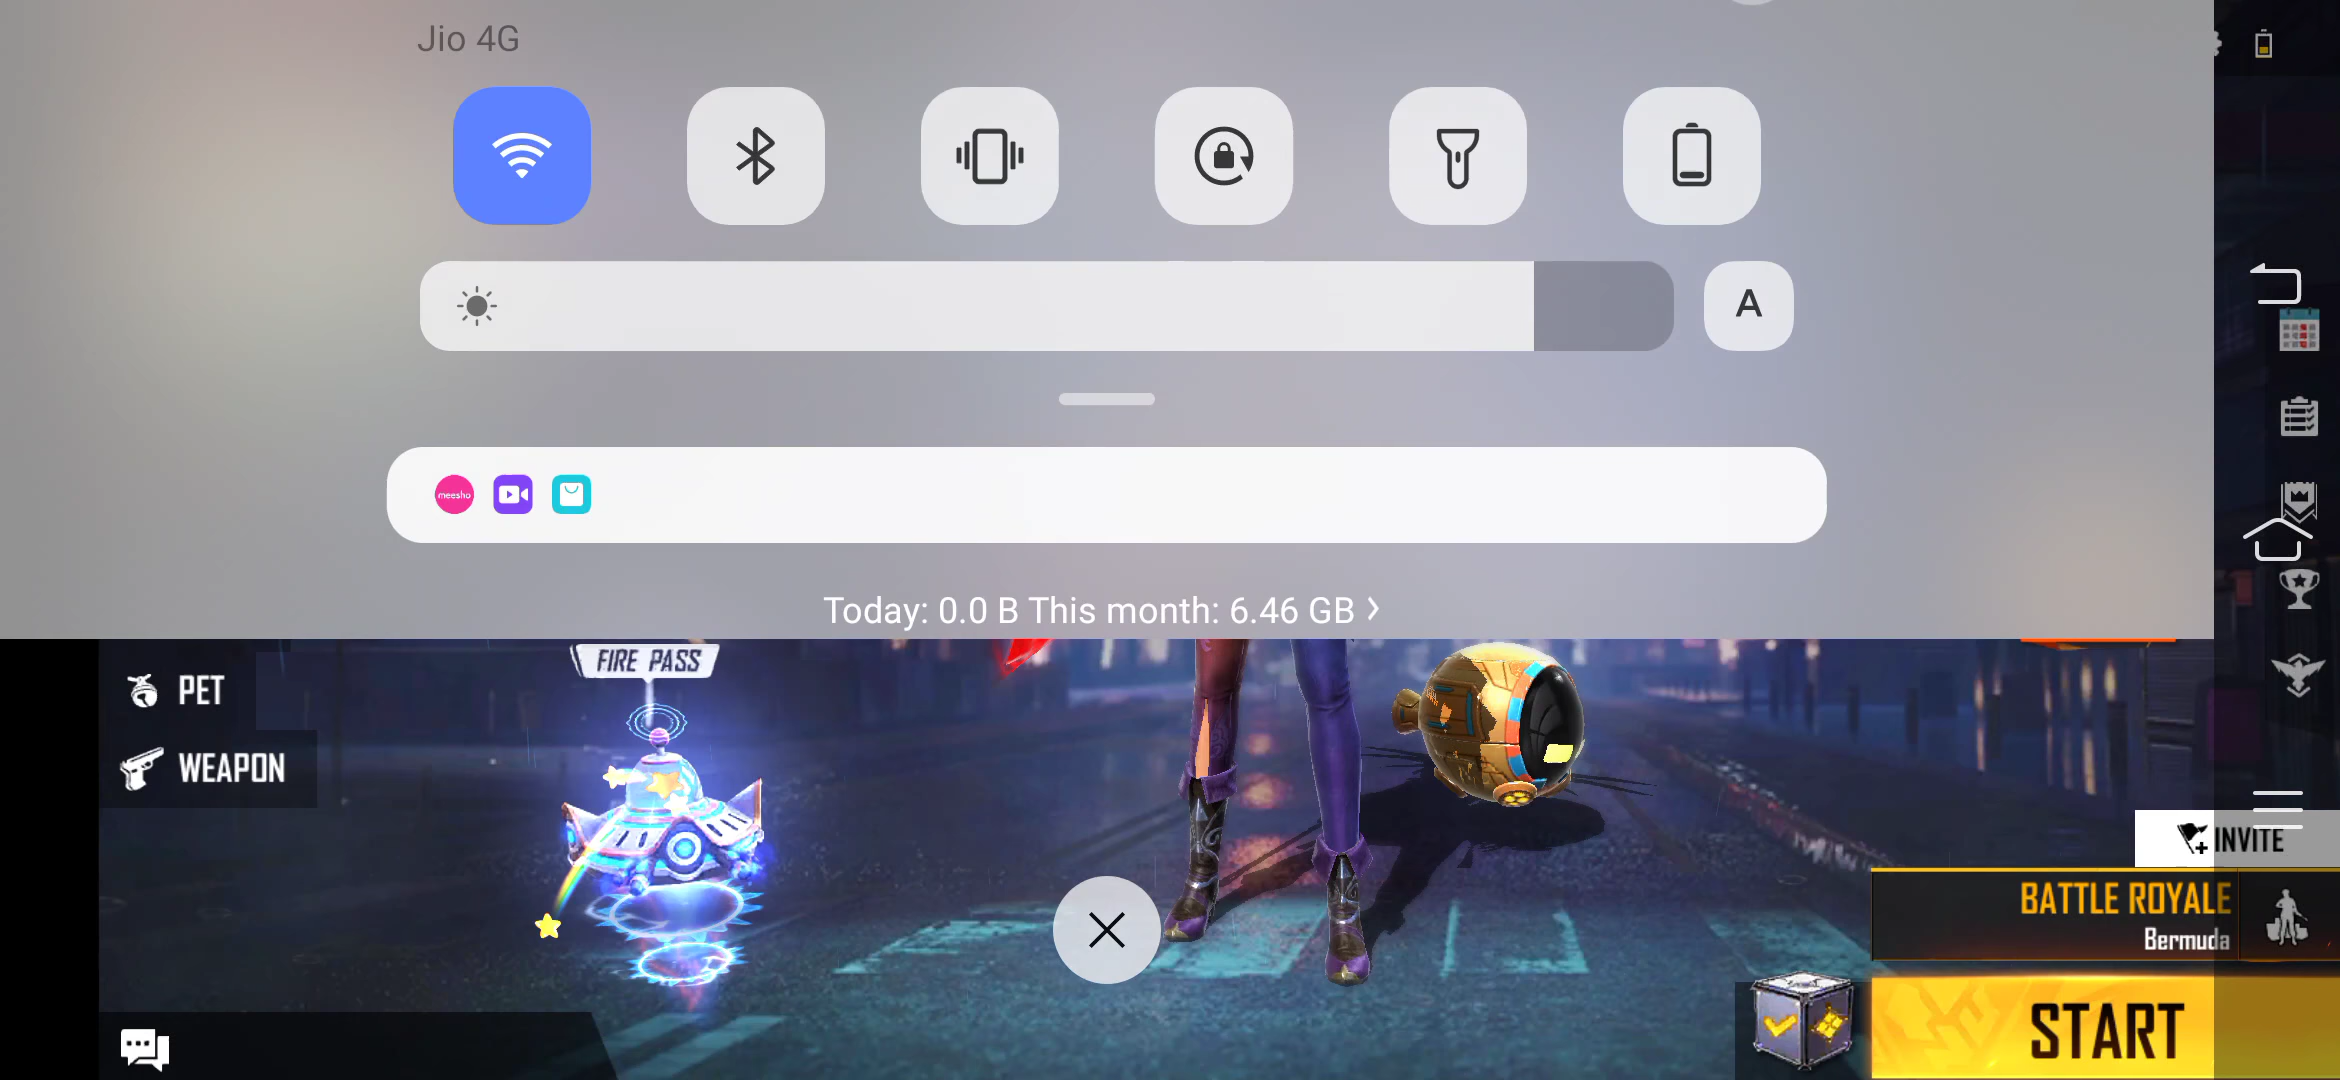 Jio 4G
A
meesho
Today: 0.0 B This month: 6.46 GB
FIRE PASS
PET
WEAPON
INVITE
BATTLE ROYALE
Bermuda
START